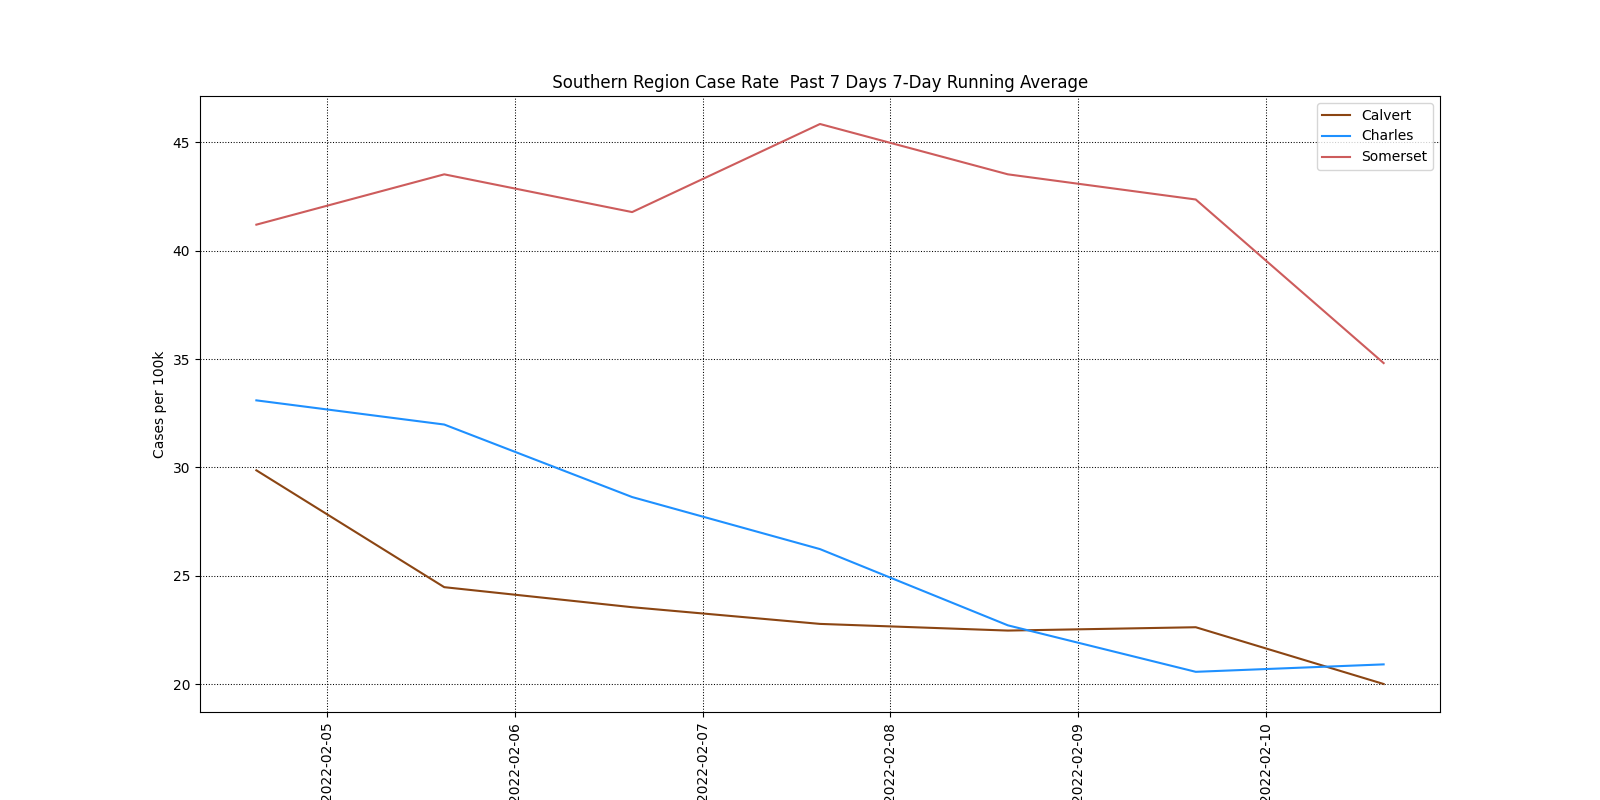 Southern Region Case Rate  Past 7 Days 7-Day Running Average
Calvert
Charles
Somerset
Cases per 100k
45
40
35
30
25
20
2022-02-05
2022-02-06
2022-02-07
2022-02-08
2022-02-09
2022-02-10